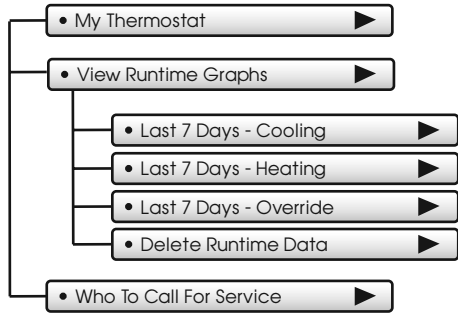 • My Thermostat
• View Runtime Graphs
• Last 7 Days - Cooling
• Last 7 Days - Heating
• Last 7 Days - Override
• Delete Runtime Data
• Who To Call For Service